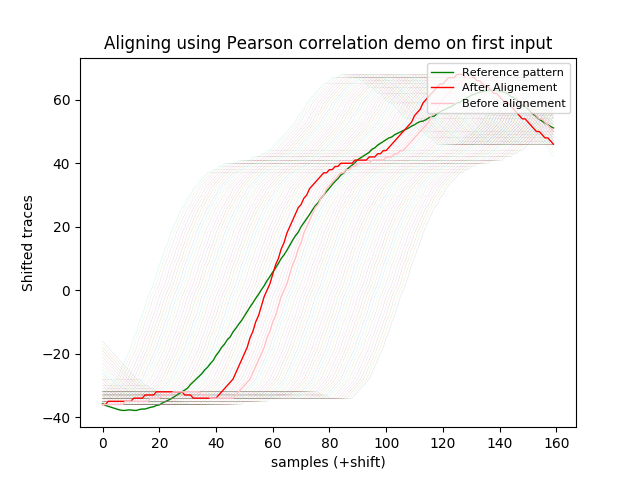 Aligning using Pearson correlation demo on first input
Reference pattern
After Alignement
Before alignement
Shifted traces
60
40
20
0
−20
−40
0 20 40 60 80 100 120 140 160
samples (+shift)